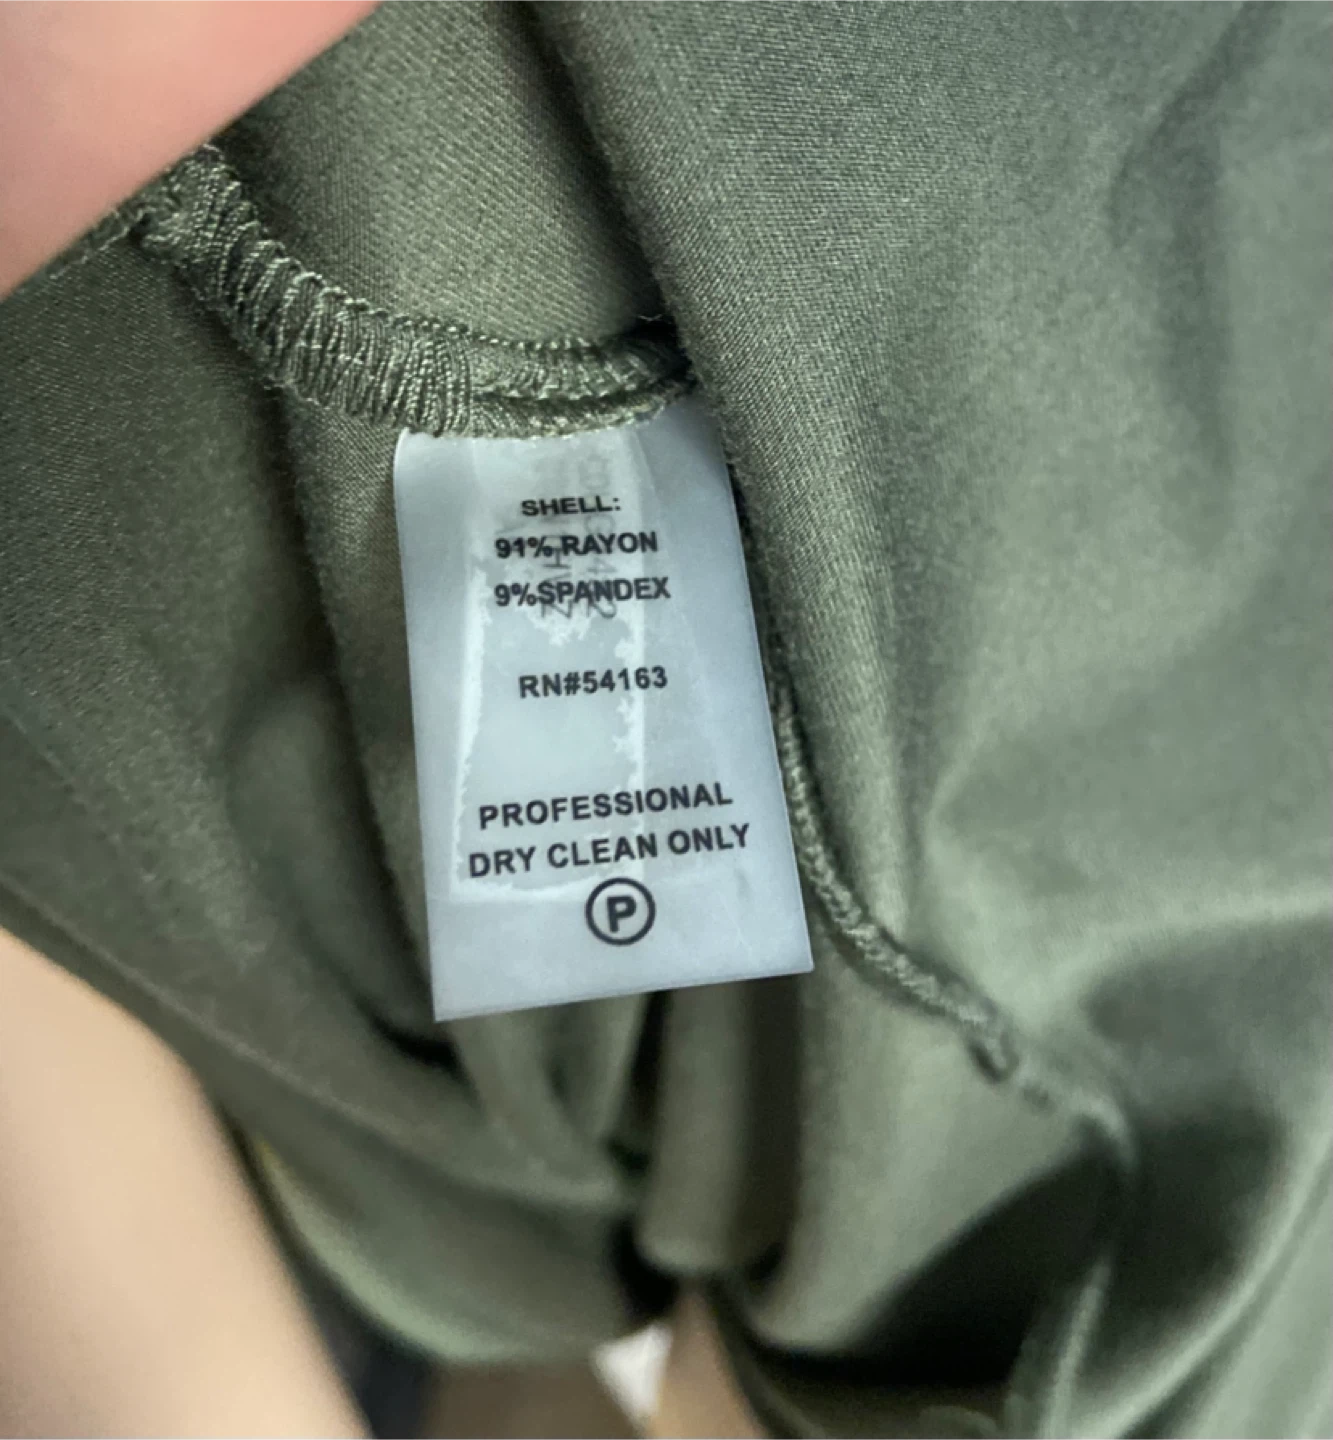 SHELL:
91% RAYON
9%SPANDEX
RN#54163
PROFESSIONAL
DRY CLEAN ONLY
P